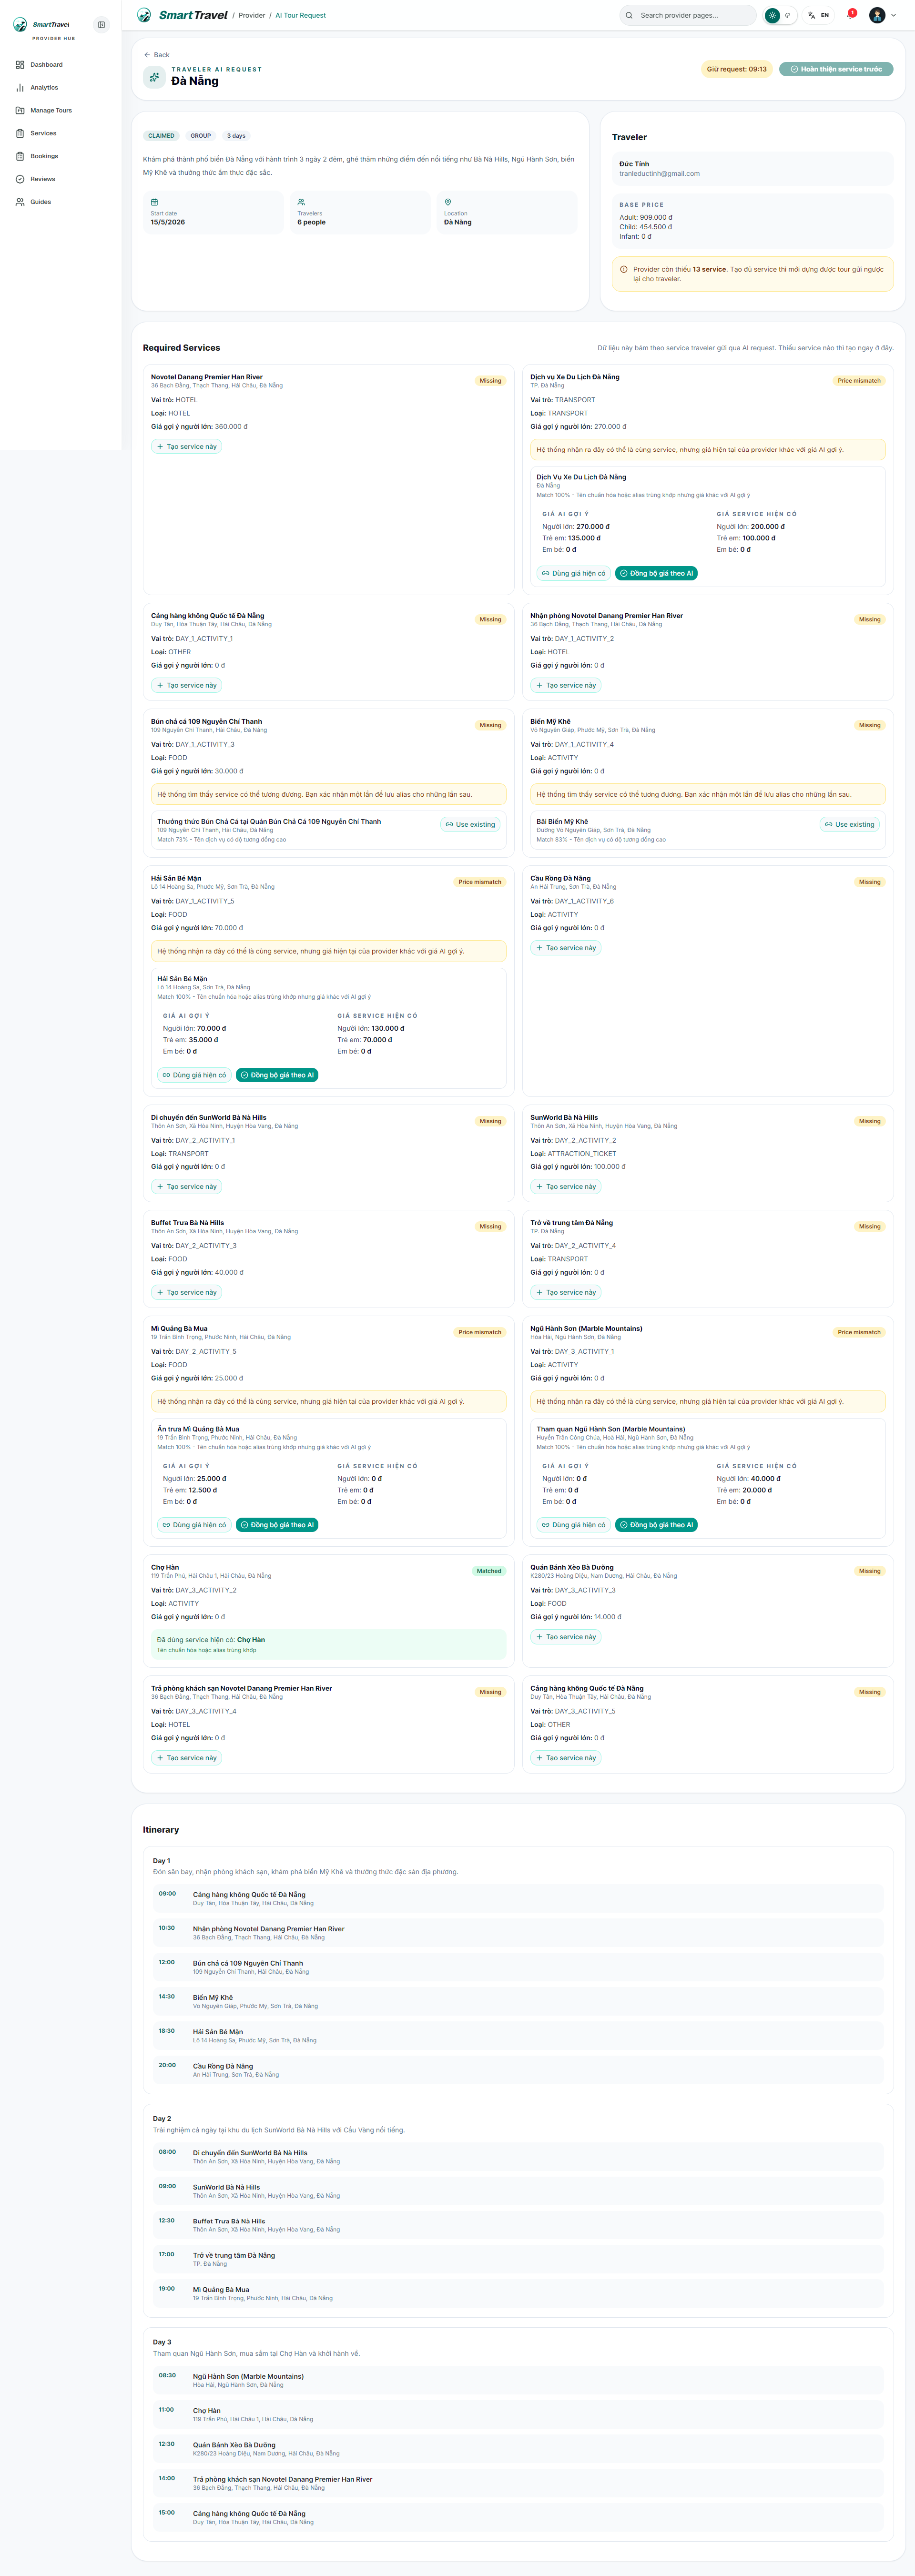 SmartTravel
PROVIDER HUB
Dashboard
Analytics
Manage Tours
Services
Bookings
Reviews
Guides
SmartTravel / Provider / AI Tour Request
Search provider pages...
EN
Back
TRAVELER AI REQUEST
Đà Nẵng
Giữ request: 09:13
Hoàn thiện service trước
CLAIMED GROUP 3 days
Khám phá thành phố biển Đà Nẵng với hành trình 3 ngày 2 đêm, ghé thăm những điểm đến nổi tiếng như Bà Nà Hills, Ngũ Hành Sơn, biển
Mỹ Khê và thưởng thức ẩm thực đặc sắc.
Start date
15/5/2026
Travelers
6 people
Location
Đà Nẵng
Traveler
Đức Tính
tranleductinh@gmail.com
BASE PRICE
Adult: 909.000 đ
Child: 454.500 đ
Infant: 0 đ
Provider còn thiếu 13 service. Tạo đủ service thì mới dựng được tour gửi ngược
lại cho traveler.
Required Services
Dữ liệu này bám theo service traveler gửi qua AI request. Thiếu service nào thì tạo ngay ở đây.
Novotel Danang Premier Han River
Missing
36 Bạch Đằng, Thạch Thang, Hải Châu, Đà Nẵng
Vai trò: HOTEL
Loại: HOTEL
Giá gợi ý người lớn: 360.000 đ
Tạo service này
Dịch vụ Xe Du Lịch Đà Nẵng
Price mismatch
TP. Đà Nẵng
Vai trò: TRANSPORT
Loại: TRANSPORT
Giá gợi ý người lớn: 270.000 đ
Hệ thống nhận ra đây có thể là cùng service, nhưng giá hiện tại của provider khác với giá AI gợi ý.
Dịch Vụ Xe Du Lịch Đà Nẵng
Đà Nẵng
Match 100% - Tên chuẩn hóa hoặc alias trùng khớp nhưng giá khác với AI gợi ý
GIÁ AI GỢI Ý
Người lớn: 270.000 đ
Trẻ em: 135.000 đ
Em bé: 0 đ
GIÁ SERVICE HIỆN CÓ
Người lớn: 200.000 đ
Trẻ em: 100.000 đ
Em bé: 0 đ
Dùng giá hiện có
Đồng bộ giá theo AI
Cảng hàng không Quốc tế Đà Nẵng
Missing
Duy Tân, Hòa Thuận Tây, Hải Châu, Đà Nẵng
Vai trò: DAY_1_ACTIVITY_1
Loại: OTHER
Giá gợi ý người lớn: 0 đ
Tạo service này
Nhận phòng Novotel Danang Premier Han River
Missing
36 Bạch Đằng, Thạch Thang, Hải Châu, Đà Nẵng
Vai trò: DAY_1_ACTIVITY_2
Loại: HOTEL
Giá gợi ý người lớn: 0 đ
Tạo service này
Bún chả cá 109 Nguyễn Chí Thanh
Missing
109 Nguyễn Chí Thanh, Hải Châu, Đà Nẵng
Vai trò: DAY_1_ACTIVITY_3
Loại: FOOD
Giá gợi ý người lớn: 30.000 đ
Hệ thống tìm thấy service có thể tương đương. Bạn xác nhận một lần để lưu alias cho những lần sau.
Thưởng thức Bún Chả Cá tại Quán Bún Chả Cá 109 Nguyễn Chí Thanh
109 Nguyễn Chí Thanh, Hải Châu, Đà Nẵng
Match 73% - Tên dịch vụ có độ tương đồng cao
Use existing
Biển Mỹ Khê
Missing
Võ Nguyên Giáp, Phước Mỹ, Sơn Trà, Đà Nẵng
Vai trò: DAY_1_ACTIVITY_4
Loại: ACTIVITY
Giá gợi ý người lớn: 0 đ
Hệ thống tìm thấy service có thể tương đương. Bạn xác nhận một lần để lưu alias cho những lần sau.
Bãi Biển Mỹ Khê
Đường Võ Nguyên Giáp, Sơn Trà, Đà Nẵng
Match 83% - Tên dịch vụ có độ tương đồng cao
Use existing
Hải Sản Bé Mặn
Price mismatch
Lô 14 Hoàng Sa, Phước Mỹ, Sơn Trà, Đà Nẵng
Vai trò: DAY_1_ACTIVITY_5
Loại: FOOD
Giá gợi ý người lớn: 70.000 đ
Hệ thống nhận ra đây có thể là cùng service, nhưng giá hiện tại của provider khác với giá AI gợi ý.
Hải Sản Bé Mặn
Lô 14 Hoàng Sa, Sơn Trà, Đà Nẵng
Match 100% - Tên chuẩn hóa hoặc alias trùng khớp nhưng giá khác với AI gợi ý
GIÁ AI GỢI Ý
Người lớn: 70.000 đ
Trẻ em: 35.000 đ
Em bé: 0 đ
GIÁ SERVICE HIỆN CÓ
Người lớn: 130.000 đ
Trẻ em: 70.000 đ
Em bé: 0 đ
Dùng giá hiện có
Đồng bộ giá theo AI
Cầu Rồng Đà Nẵng
Missing
An Hải Trung, Sơn Trà, Đà Nẵng
Vai trò: DAY_1_ACTIVITY_6
Loại: ACTIVITY
Giá gợi ý người lớn: 0 đ
Tạo service này
Di chuyển đến SunWorld Bà Nà Hills
Missing
Thôn An Sơn, Xã Hòa Ninh, Huyện Hòa Vang, Đà Nẵng
Vai trò: DAY_2_ACTIVITY_1
Loại: TRANSPORT
Giá gợi ý người lớn: 0 đ
Tạo service này
SunWorld Bà Nà Hills
Missing
Thôn An Sơn, Xã Hòa Ninh, Huyện Hòa Vang, Đà Nẵng
Vai trò: DAY_2_ACTIVITY_2
Loại: ATTRACTION_TICKET
Giá gợi ý người lớn: 100.000 đ
Tạo service này
Buffet Trưa Bà Nà Hills
Missing
Thôn An Sơn, Xã Hòa Ninh, Huyện Hòa Vang, Đà Nẵng
Vai trò: DAY_2_ACTIVITY_3
Loại: FOOD
Giá gợi ý người lớn: 40.000 đ
Tạo service này
Trở về trung tâm Đà Nẵng
Missing
TP. Đà Nẵng
Vai trò: DAY_2_ACTIVITY_4
Loại: TRANSPORT
Giá gợi ý người lớn: 0 đ
Tạo service này
Mì Quảng Bà Mua
Price mismatch
19 Trần Bình Trọng, Phước Ninh, Hải Châu, Đà Nẵng
Vai trò: DAY_2_ACTIVITY_5
Loại: FOOD
Giá gợi ý người lớn: 25.000 đ
Hệ thống nhận ra đây có thể là cùng service, nhưng giá hiện tại của provider khác với giá AI gợi ý.
Ăn trưa Mì Quảng Bà Mua
19 Trần Bình Trọng, Phước Ninh, Hải Châu, Đà Nẵng
Match 100% - Tên chuẩn hóa hoặc alias trùng khớp nhưng giá khác với AI gợi ý
GIÁ AI GỢI Ý
Người lớn: 25.000 đ
Trẻ em: 12.500 đ
Em bé: 0 đ
GIÁ SERVICE HIỆN CÓ
Người lớn: 0 đ
Trẻ em: 0 đ
Em bé: 0 đ
Dùng giá hiện có
Đồng bộ giá theo AI
Ngũ Hành Sơn (Marble Mountains)
Price mismatch
Hòa Hải, Ngũ Hành Sơn, Đà Nẵng
Vai trò: DAY_3_ACTIVITY_1
Loại: ACTIVITY
Giá gợi ý người lớn: 0 đ
Hệ thống nhận ra đây có thể là cùng service, nhưng giá hiện tại của provider khác với giá AI gợi ý.
Tham quan Ngũ Hành Sơn (Marble Mountains)
Huyền Trân Công Chúa, Hoà Hải, Ngũ Hành Sơn, Đà Nẵng
Match 100% - Tên chuẩn hóa hoặc alias trùng khớp nhưng giá khác với AI gợi ý
GIÁ AI GỢI Ý
Người lớn: 0 đ
Trẻ em: 0 đ
Em bé: 0 đ
GIÁ SERVICE HIỆN CÓ
Người lớn: 40.000 đ
Trẻ em: 20.000 đ
Em bé: 0 đ
Dùng giá hiện có
Đồng bộ giá theo AI
Chợ Hàn
Matched
119 Trần Phú, Hải Châu 1, Hải Châu, Đà Nẵng
Vai trò: DAY_3_ACTIVITY_2
Loại: ACTIVITY
Giá gợi ý người lớn: 0 đ
Đã dùng service hiện có: Chợ Hàn
Tên chuẩn hóa hoặc alias trùng khớp
Quán Bánh Xèo Bà Dưỡng
Missing
K280/23 Hoàng Diệu, Nam Dương, Hải Châu, Đà Nẵng
Vai trò: DAY_3_ACTIVITY_3
Loại: FOOD
Giá gợi ý người lớn: 14.000 đ
Tạo service này
Trả phòng khách sạn Novotel Danang Premier Han River
Missing
36 Bạch Đằng, Thạch Thang, Hải Châu, Đà Nẵng
Vai trò: DAY_3_ACTIVITY_4
Loại: HOTEL
Giá gợi ý người lớn: 0 đ
Tạo service này
Cảng hàng không Quốc tế Đà Nẵng
Missing
Duy Tân, Hòa Thuận Tây, Hải Châu, Đà Nẵng
Vai trò: DAY_3_ACTIVITY_5
Loại: OTHER
Giá gợi ý người lớn: 0 đ
Tạo service này
Itinerary
Day 1
Đón sân bay, nhận phòng khách sạn, khám phá biển Mỹ Khê và thưởng thức đặc sản địa phương.
09:00 Cảng hàng không Quốc tế Đà Nẵng
Duy Tân, Hòa Thuận Tây, Hải Châu, Đà Nẵng
10:30 Nhận phòng Novotel Danang Premier Han River
36 Bạch Đằng, Thạch Thang, Hải Châu, Đà Nẵng
12:00 Bún chả cá 109 Nguyễn Chí Thanh
109 Nguyễn Chí Thanh, Hải Châu, Đà Nẵng
14:30 Biển Mỹ Khê
Võ Nguyên Giáp, Phước Mỹ, Sơn Trà, Đà Nẵng
18:30 Hải Sản Bé Mặn
Lô 14 Hoàng Sa, Phước Mỹ, Sơn Trà, Đà Nẵng
20:00 Cầu Rồng Đà Nẵng
An Hải Trung, Sơn Trà, Đà Nẵng
Day 2
Trải nghiệm cả ngày tại khu du lịch SunWorld Bà Nà Hills với Cầu Vàng nổi tiếng.
08:00 Di chuyển đến SunWorld Bà Nà Hills
Thôn An Sơn, Xã Hòa Ninh, Huyện Hòa Vang, Đà Nẵng
09:00 SunWorld Bà Nà Hills
Thôn An Sơn, Xã Hòa Ninh, Huyện Hòa Vang, Đà Nẵng
12:30 Buffet Trưa Bà Nà Hills
Thôn An Sơn, Xã Hòa Ninh, Huyện Hòa Vang, Đà Nẵng
17:00 Trở về trung tâm Đà Nẵng
TP. Đà Nẵng
19:00 Mì Quảng Bà Mua
19 Trần Bình Trọng, Phước Ninh, Hải Châu, Đà Nẵng
Day 3
Tham quan Ngũ Hành Sơn, mua sắm tại Chợ Hàn và khởi hành về.
08:30 Ngũ Hành Sơn (Marble Mountains)
Hòa Hải, Ngũ Hành Sơn, Đà Nẵng
11:00 Chợ Hàn
119 Trần Phú, Hải Châu 1, Hải Châu, Đà Nẵng
12:30 Quán Bánh Xèo Bà Dưỡng
K280/23 Hoàng Diệu, Nam Dương, Hải Châu, Đà Nẵng
14:00 Trả phòng khách sạn Novotel Danang Premier Han River
36 Bạch Đằng, Thạch Thang, Hải Châu, Đà Nẵng
15:00 Cảng hàng không Quốc tế Đà Nẵng
Duy Tân, Hòa Thuận Tây, Hải Châu, Đà Nẵng